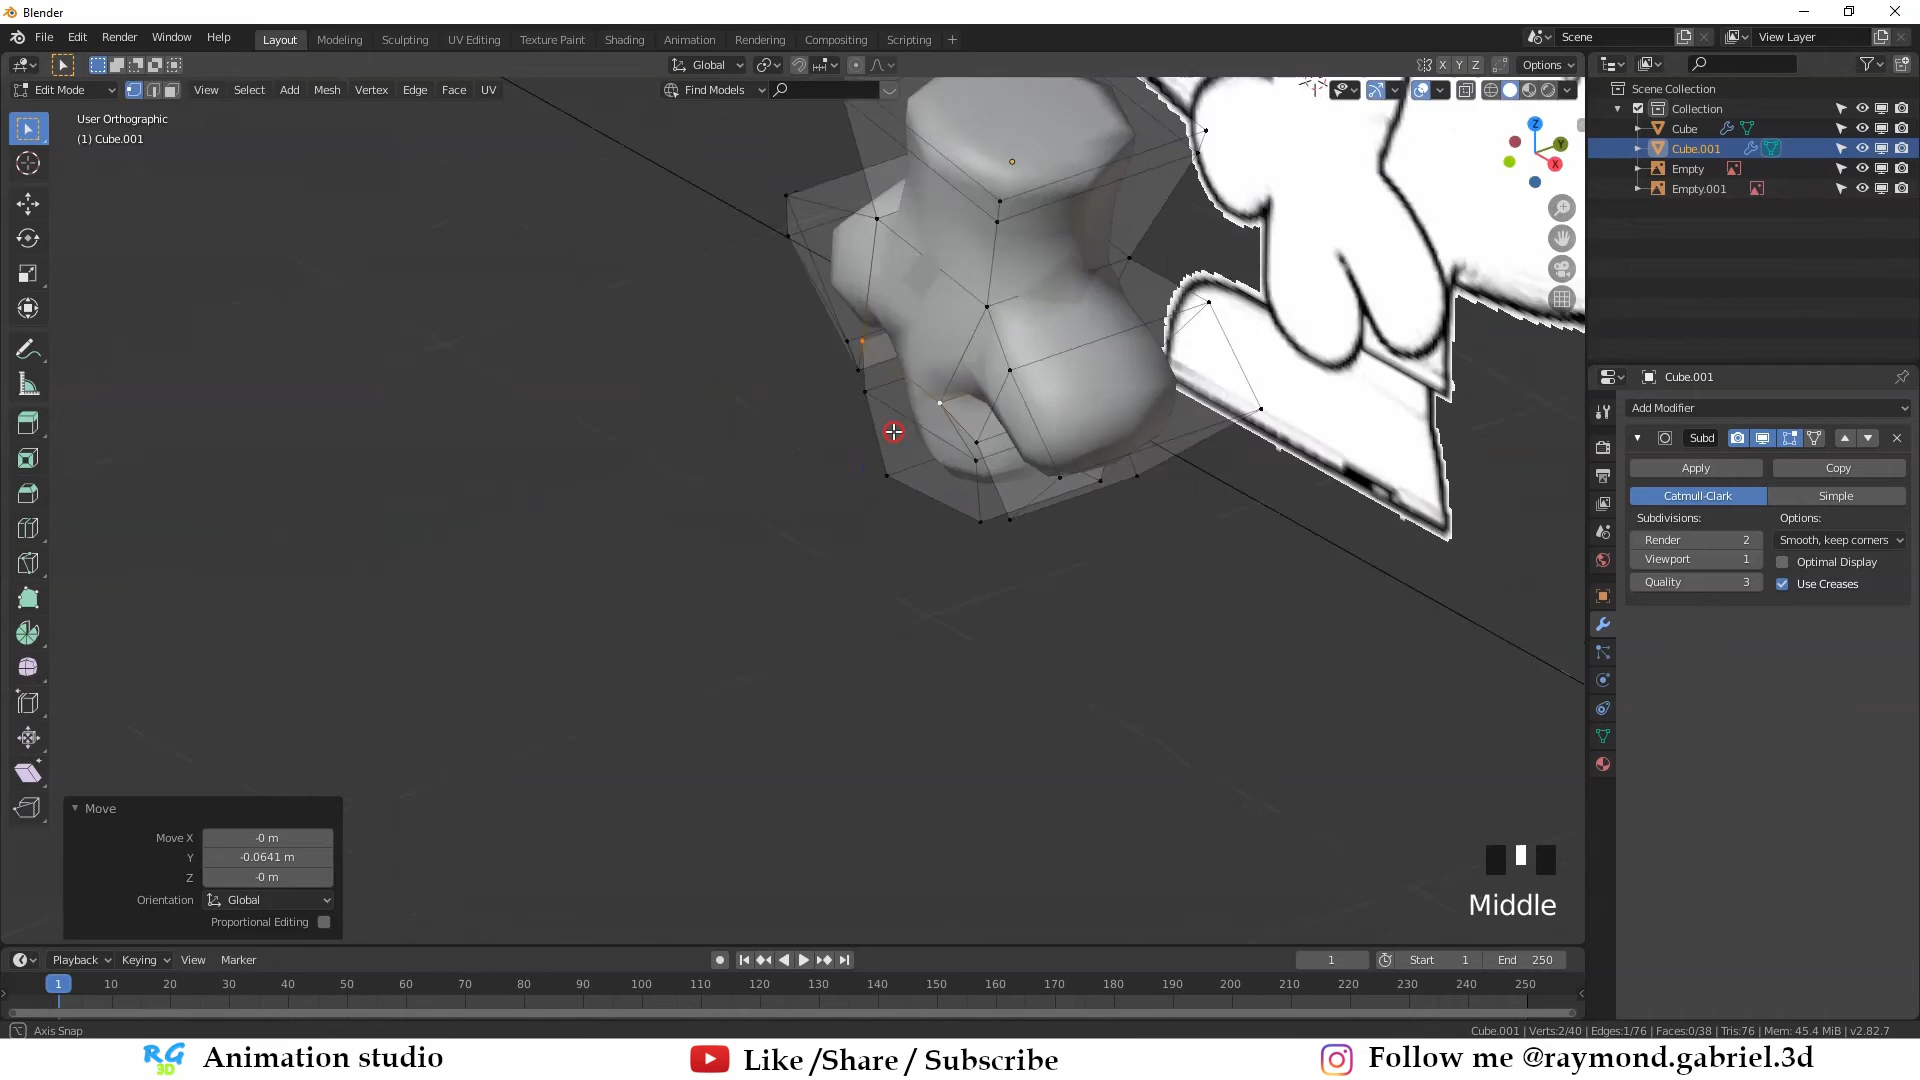 Blender
File Edit Render Window Help
Layout Modeling Sculpting UV Editing Texture Paint Shading Animation Rendering Compositing Scripting +
Scene
View Layer
Global
X Y Z
Options
Edit Mode View Select Add Mesh Vertex Edge Face UV
Find Models
User Orthographic
(1) Cube.001
Z
Y
X
Scene Collection
Collection
Cube
Cube.001
Empty
Empty.001
Cube.001
Add Modifier
Subd
Apply Copy
Catmull-Clark Simple
Subdivisions: Options:
Render 2 Smooth, keep corners
Viewport 1 Optimal Display
Quality 3 Use Creases
Move
Move X -0 m
Y -0.0641 m
Z -0 m
Orientation Global
Proportional Editing
Middle
Playback Keying View Marker
1 Start 1 End 250
1 10 20 30 40 50 60 70 80 90 100 110 120 130 140 150 160 170 180 190 200 210 220 230 240 250
Axis Snap
Cube.001 | Verts:2/40 | Edges:1/76 | Faces:0/38 | Tris:76 | Mem: 45.4 MiB | v2.82.7
RG 3D Animation studio
Like /Share / Subscribe
Follow me @raymond.gabriel.3d